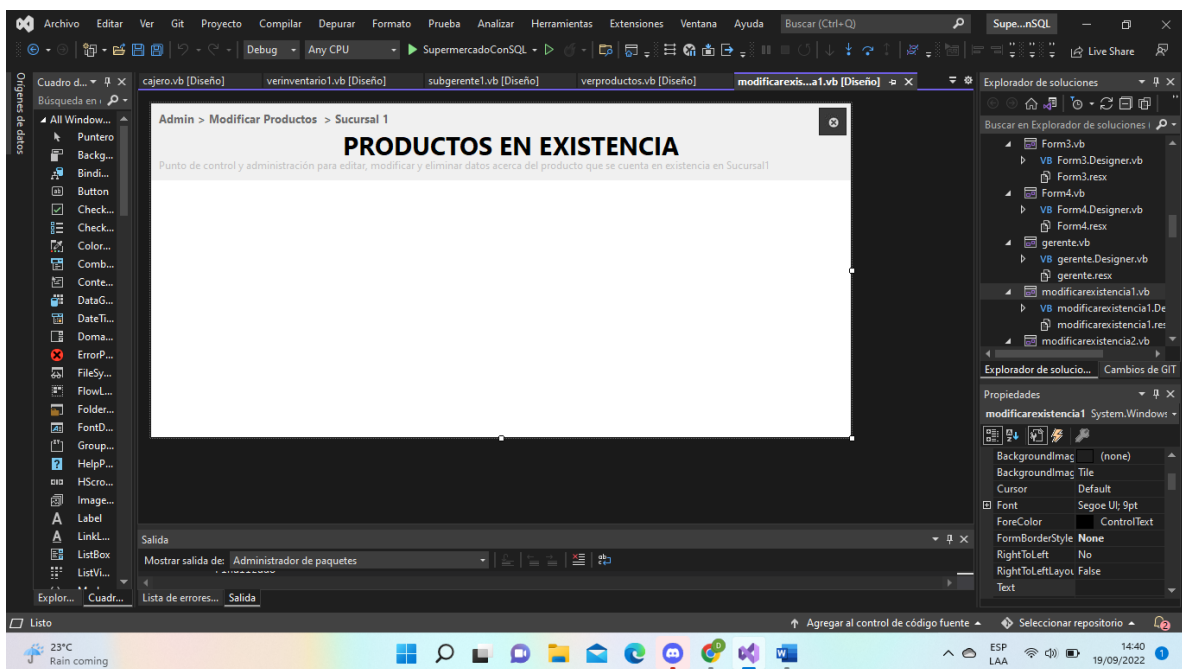 Archivo Editar Ver Git Proyecto Compilar Depurar Formato Prueba Analizar Herramientas Extensiones Ventana Ayuda Buscar (Ctrl+Q) Supe...nSQL
Debug Any CPU SupermercadoConSQL Live Share
Orígenes de datos
Cuadro d...
Búsqueda en
All Window...
Puntero
Backg...
Bindi...
Button
Check...
Check...
Color...
Comb...
Conte...
DataG...
DateTi...
Doma...
ErrorP...
FileSy...
FlowL...
Folder...
FontD...
Group...
HelpP...
HScro...
Image...
Label
LinkL...
ListBox
ListVi...
Explor... Cuadr...
cajero.vb [Diseño] verinventario1.vb [Diseño] subgerente1.vb [Diseño] verproductos.vb [Diseño] modificarexis...a1.vb [Diseño]
Admin > Modificar Productos > Sucursal 1
PRODUCTOS EN EXISTENCIA
Punto de control y administración para editar, modificar y eliminar datos acerca del producto que se cuenta en existencia en Sucursal1
Salida
Mostrar salida de: Administrador de paquetes
Lista de errores... Salida
Explorador de soluciones
Buscar en Explorador de soluciones
Form3.vb
VB Form3.Designer.vb
Form3.resx
Form4.vb
VB Form4.Designer.vb
Form4.resx
gerente.vb
VB gerente.Designer.vb
gerente.resx
modificarexistencia1.vb
VB modificarexistencia1.De
modificarexistencia1.res
modificarexistencia2.vb
Explorador de solucio... Cambios de GIT
Propiedades
modificarexistencia1 System.Windows
BackgroundImag (none)
BackgroundImag Tile
Cursor Default
Font Segoe UI; 9pt
ForeColor ControlText
FormBorderStyle None
RightToLeft No
RightToLeftLayou False
Text
Listo Agregar al control de código fuente Seleccionar repositorio 2
23°C
Rain coming
ESP
LAA
14:40
19/09/2022
1